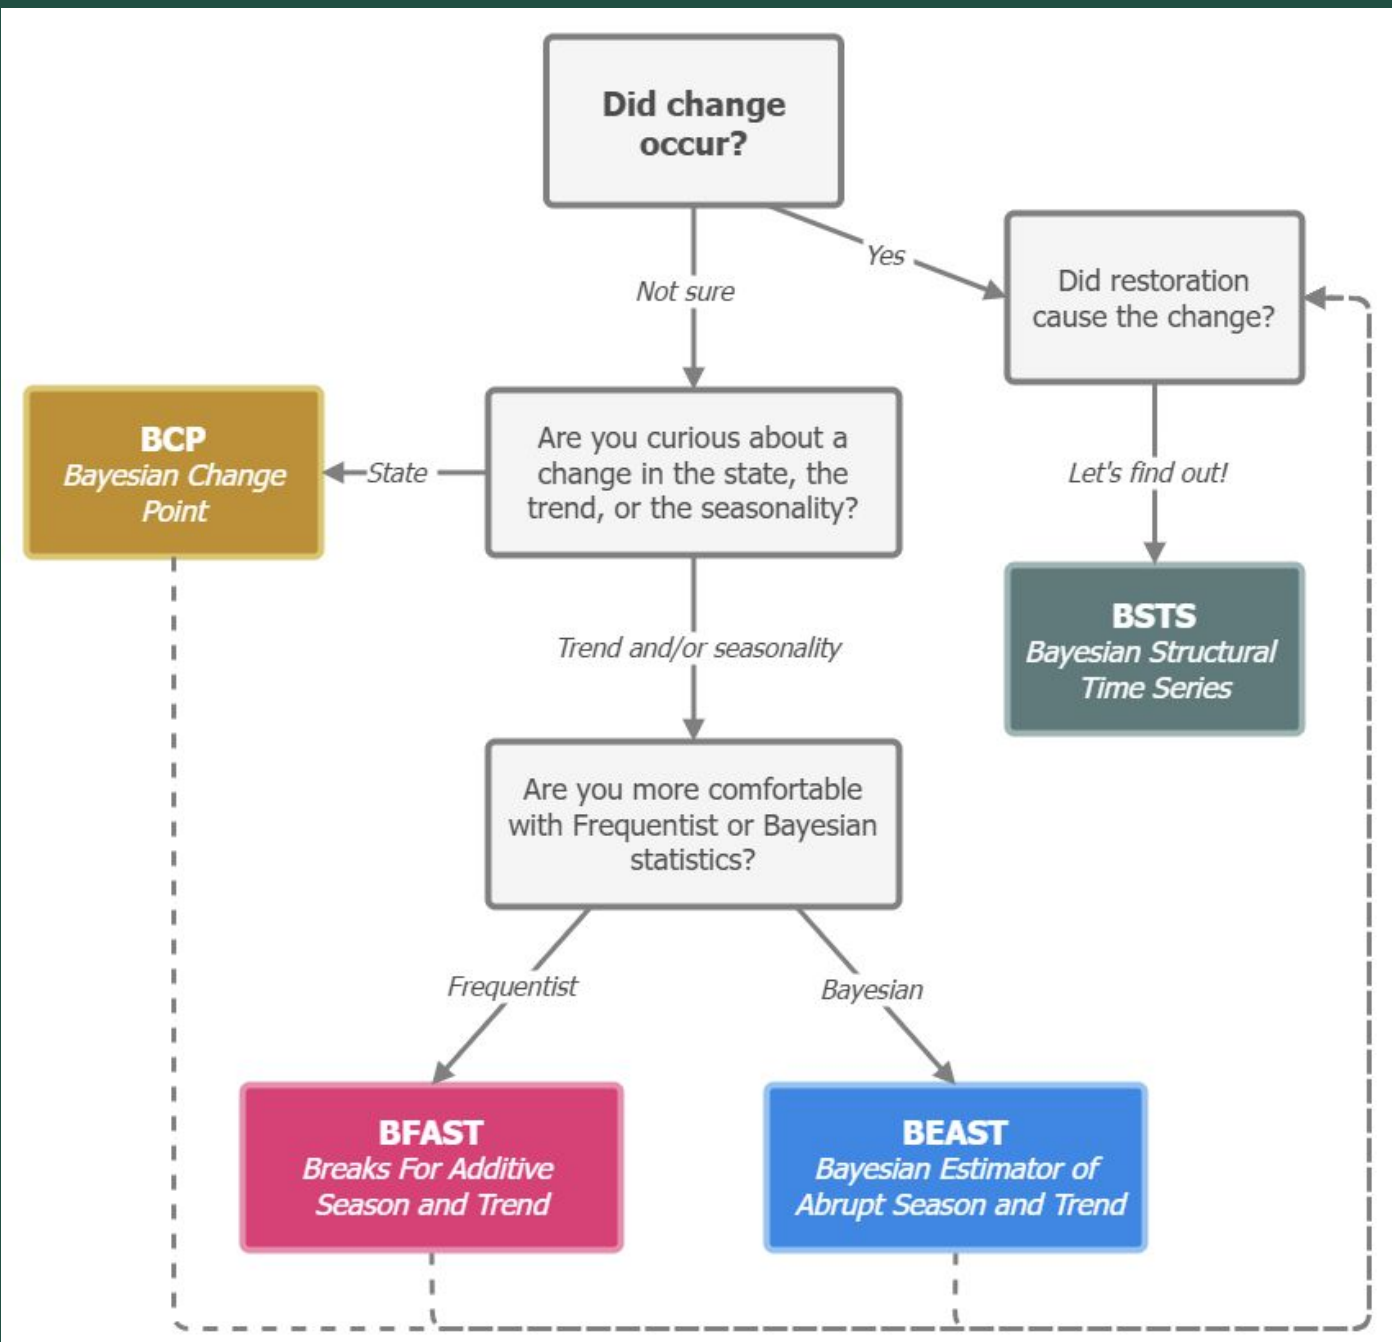 Did change
occur?
Yes
Not sure
Did restoration
cause the change?
BCP
Bayesian Change
Point
State
Are you curious about a
change in the state, the
trend, or the seasonality?
Let's find out!
BSTS
Bayesian Structural
Time Series
Trend and/or seasonality
Are you more comfortable
with Frequentist or Bayesian
statistics?
Frequentist
Bayesian
BFAST
Breaks For Additive
Season and Trend
BEAST
Bayesian Estimator of
Abrupt Season and Trend